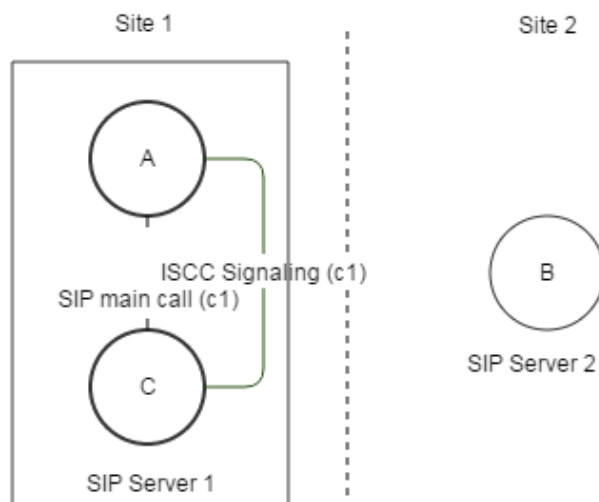 Site 1
Site 2
A
ISCC Signaling (c1)
B
SIP main call (c1)
SIP Server 2
C
SIP Server 1